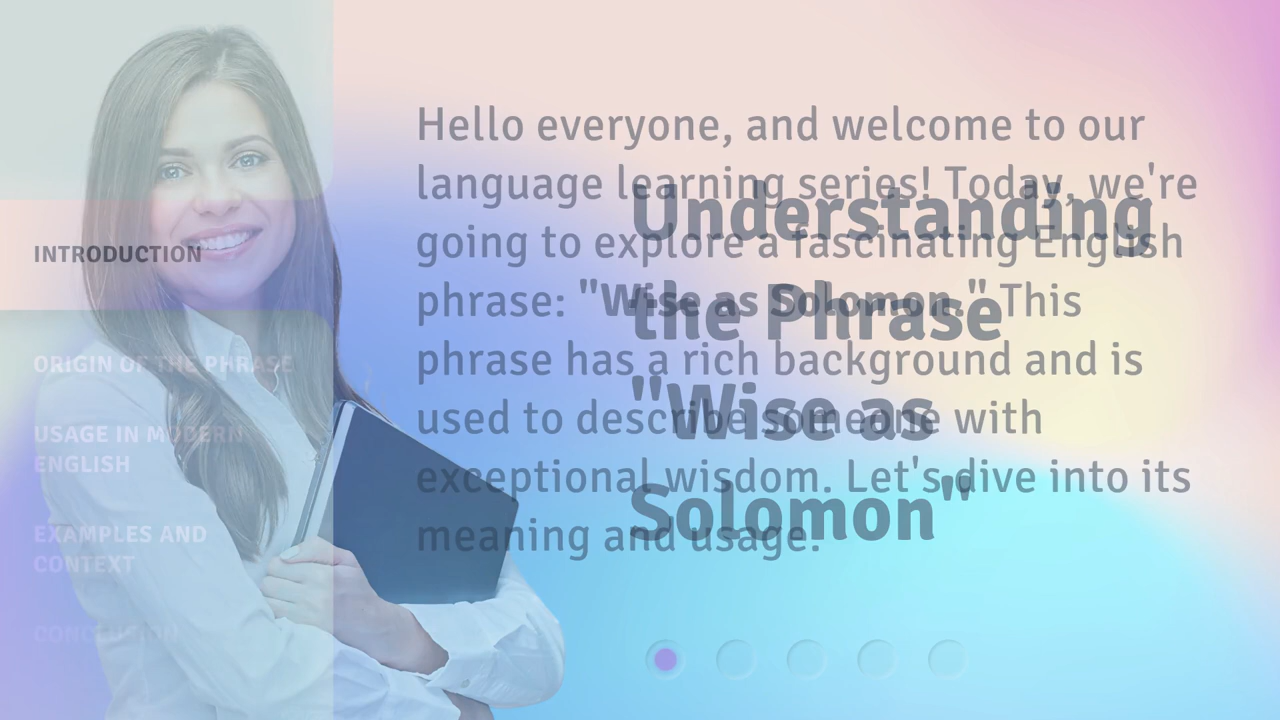 INTRODUCTION
ORIGIN OF THE PHRASE
USAGE IN MODERN
ENGLISH
EXAMPLES AND
CONTEXT
CONCLUSION
Hello everyone, and welcome to our
language learning series! Today, we're
going to explore a fascinating English
phrase: "Wise as Solomon." This
phrase has a rich background and is
used to describe someone with
exceptional wisdom. Let's dive into its
meaning and usage.
Understanding
the Phrase
"Wise as
Solomon"